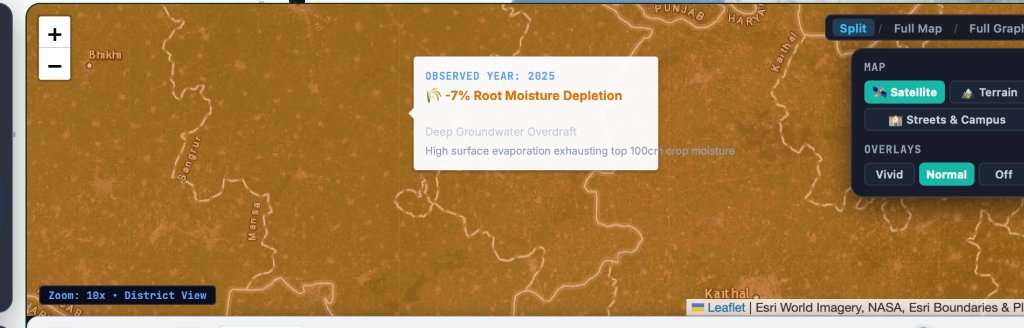 +
−
Bhikhi
Sangrur
Mansa
PUNJAB
HARYA
Kaithal
OBSERVED YEAR: 2025
🌾 -7% Root Moisture Depletion
Deep Groundwater Overdraft
High surface evaporation exhausting top 100cm crop moisture
Split / Full Map / Full Graph
MAP
🛰️ Satellite
🏔️ Terrain
🏫 Streets & Campus
OVERLAYS
Vivid
Normal
Off
Zoom: 10x • District View
Kaithal
Leaflet | Esri World Imagery, NASA, Esri Boundaries & Pl